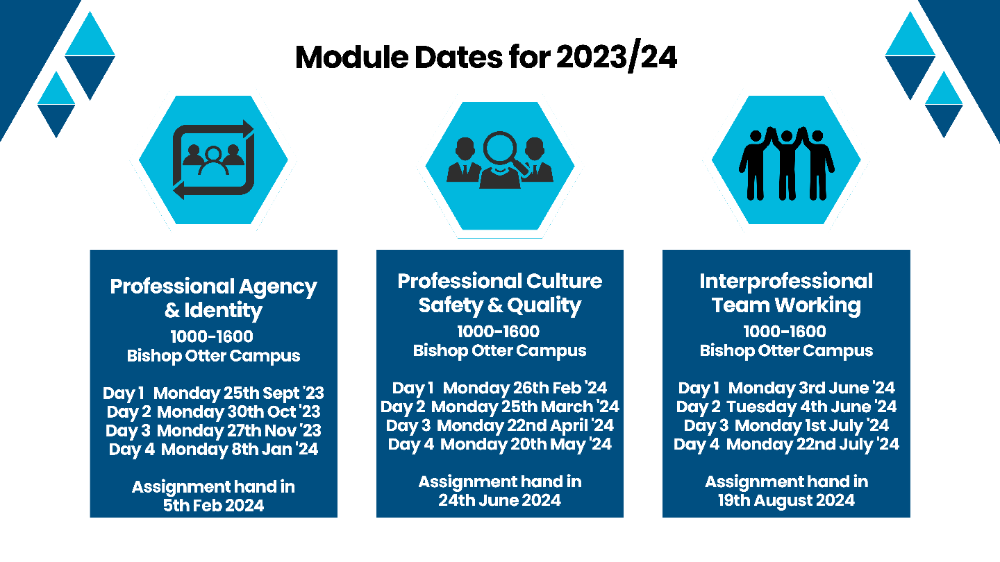 Module Dates for 2023/24
Professional Agency
& Identity
1000-1600
Bishop Otter Campus
Day 1 Monday 25th Sept '23
Day 2 Monday 30th Oct '23
Day 3 Monday 27th Nov '23
Day 4 Monday 8th Jan '24
Assignment hand in
5th Feb 2024
Professional Culture
Safety & Quality
1000-1600
Bishop Otter Campus
Day 1 Monday 26th Feb '24
Day 2 Monday 25th March '24
Day 3 Monday 22nd April '24
Day 4 Monday 20th May '24
Assignment hand in
24th June 2024
Interprofessional
Team Working
1000-1600
Bishop Otter Campus
Day 1 Monday 3rd June '24
Day 2 Tuesday 4th June '24
Day 3 Monday 1st July '24
Day 4 Monday 22nd July '24
Assignment hand in
19th August 2024